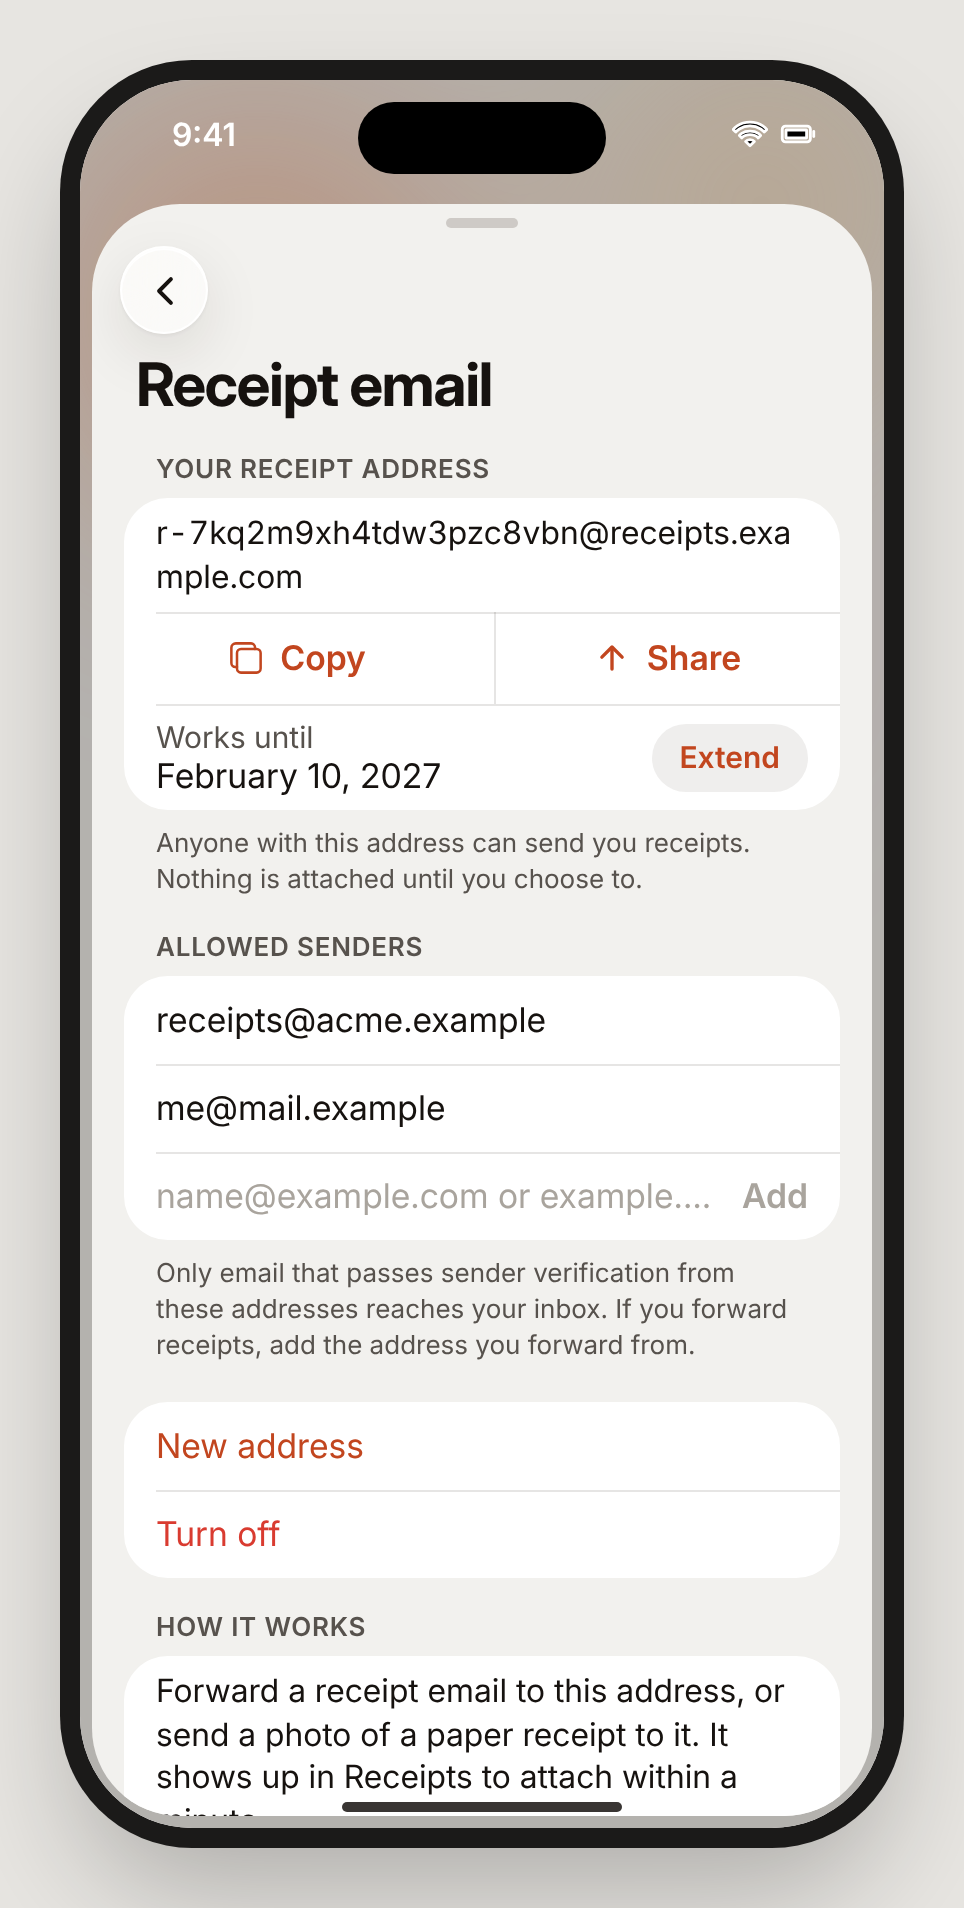 9:41
Receipt email
YOUR RECEIPT ADDRESS
r-7kq2m9xh4tdw3pzc8vbn@receipts.exa
mple.com
Copy
Share
Works until
February 10, 2027
Extend
Anyone with this address can send you receipts.
Nothing is attached until you choose to.
ALLOWED SENDERS
receipts@acme.example
me@mail.example
name@example.com or example.... Add
Only email that passes sender verification from
these addresses reaches your inbox. If you forward
receipts, add the address you forward from.
New address
Turn off
HOW IT WORKS
Forward a receipt email to this address, or
send a photo of a paper receipt to it. It
shows up in Receipts to attach within a